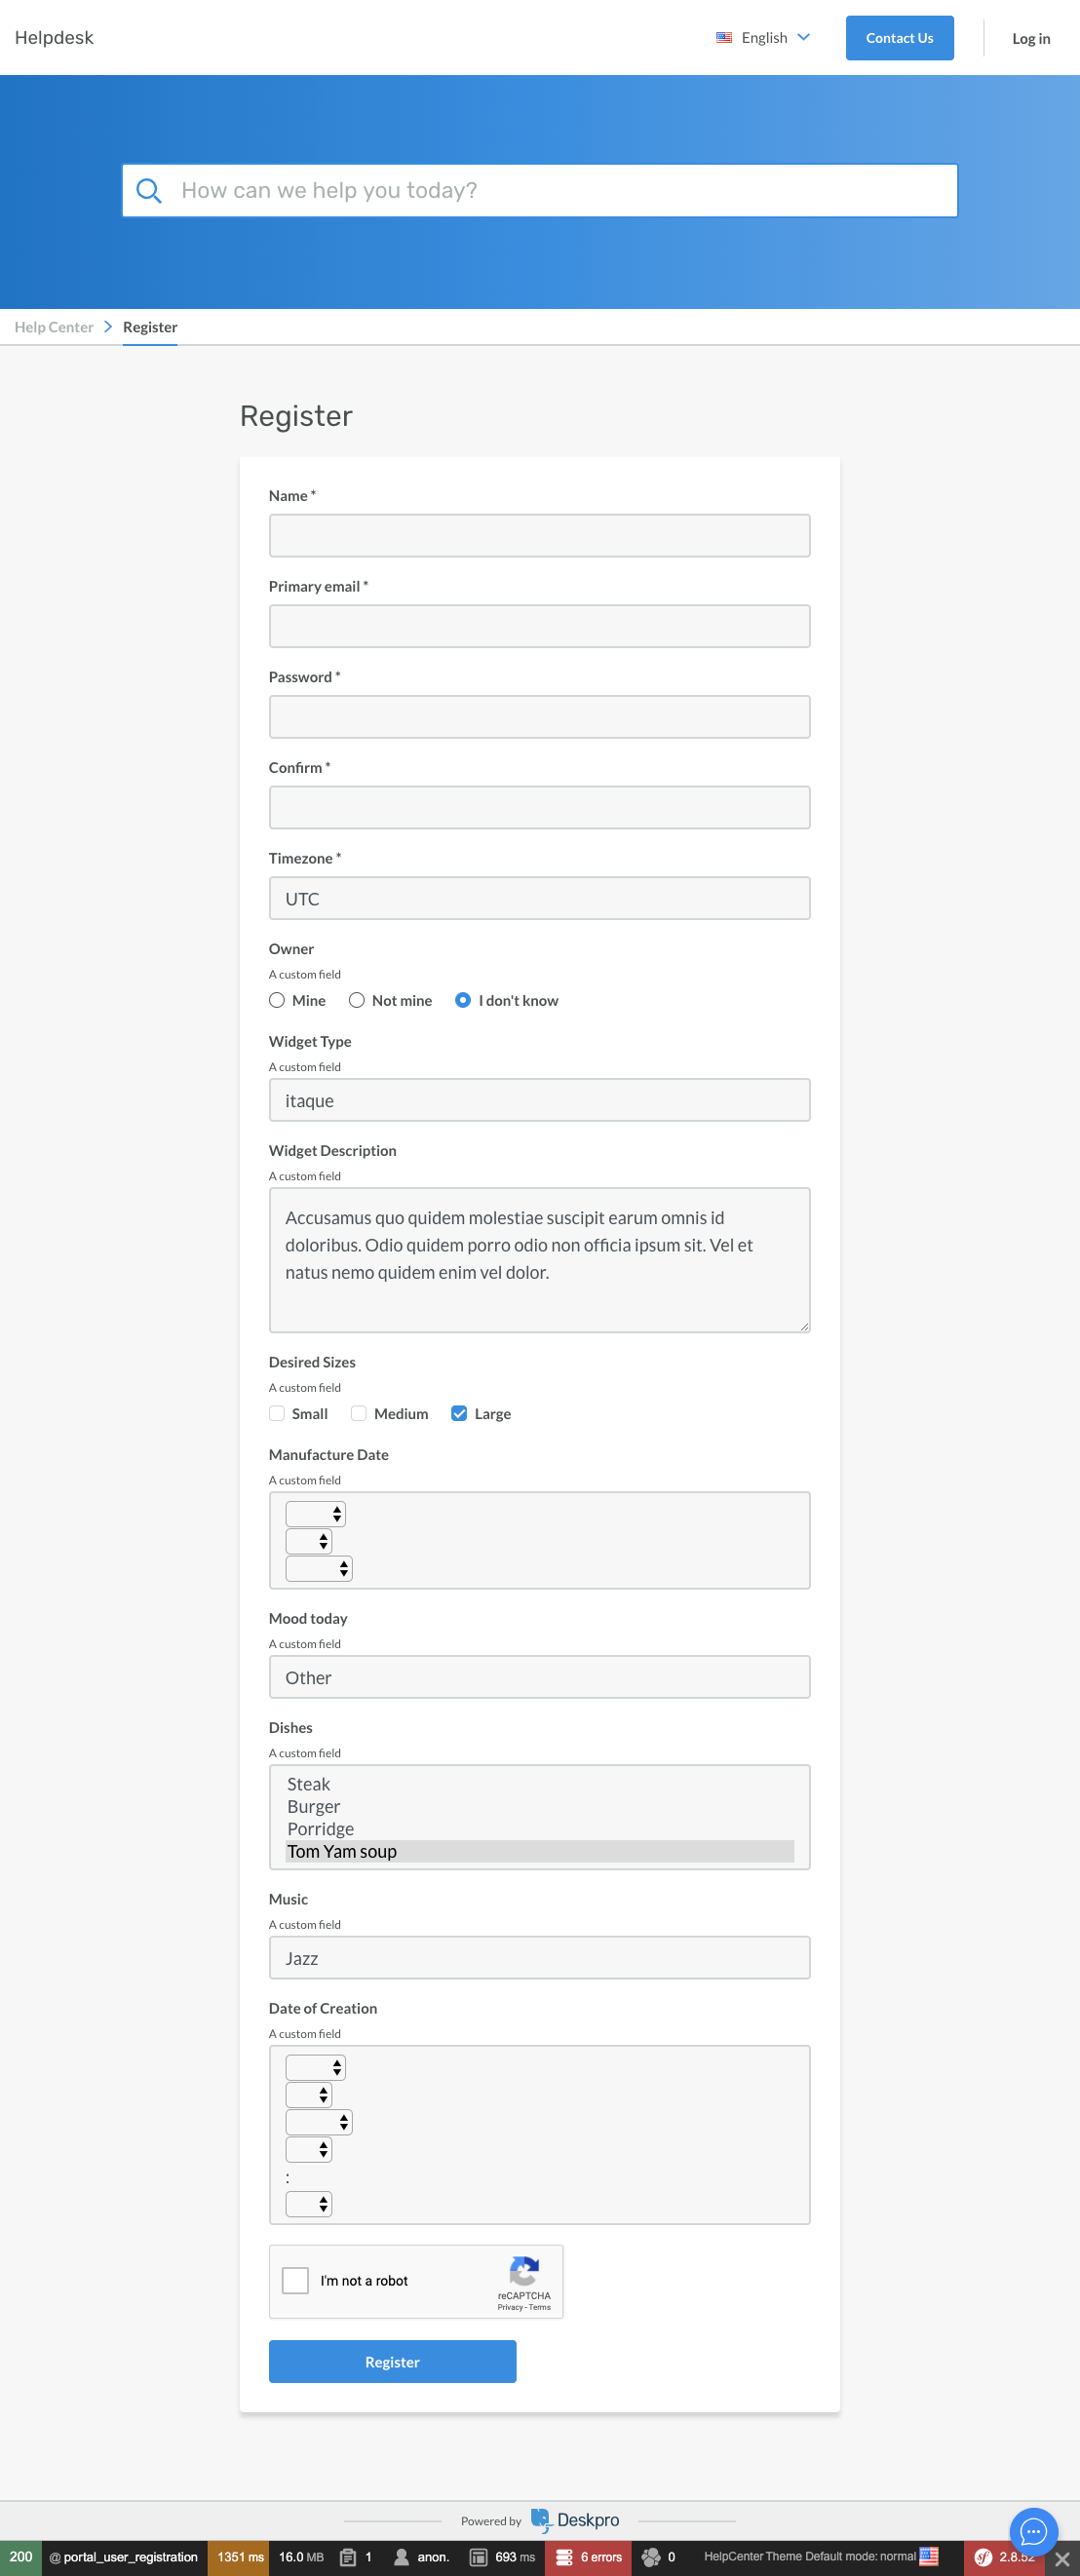 Helpdesk
English
Contact Us
Log in
How can we help you today?
Help Center
Register
Register
Name *
Primary email *
Password *
Confirm *
Timezone *
UTC
Owner
A custom field
Mine Not mine I don't know
Widget Type
A custom field
itaque
Widget Description
A custom field
Accusamus quo quidem molestiae suscipit earum omnis id
doloribus. Odio quidem porro odio non officia ipsum sit. Vel et
natus nemo quidem enim vel dolor.
Desired Sizes
A custom field
Small Medium Large
Manufacture Date
A custom field
Mood today
A custom field
Other
Dishes
A custom field
Steak
Burger
Porridge
Tom Yam soup
Music
A custom field
Jazz
Date of Creation
A custom field
:
I'm not a robot
reCAPTCHA
Privacy - Terms
Register
Powered by Deskpro
200 @ portal_user_registration 1351 ms 16.0 MB 1 anon. 693 ms 6 errors 0 HelpCenter Theme Default mode: normal